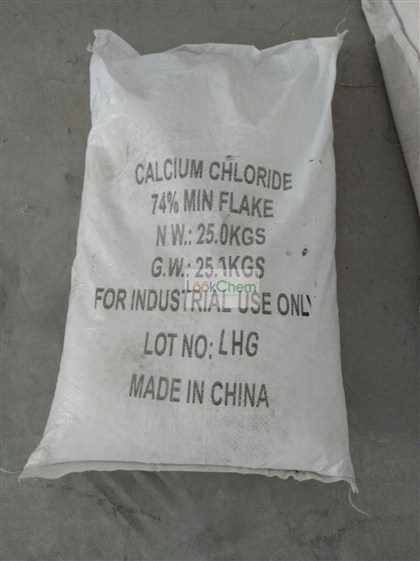 CALCIUM CHLORIDE
74% MIN FLAKE
N W.: 25.0KGS
G.W.: 25.1KGS
LookChem
FOR INDUSTRIAL USE ONLY
LOT NO: LHG
MADE IN CHINA